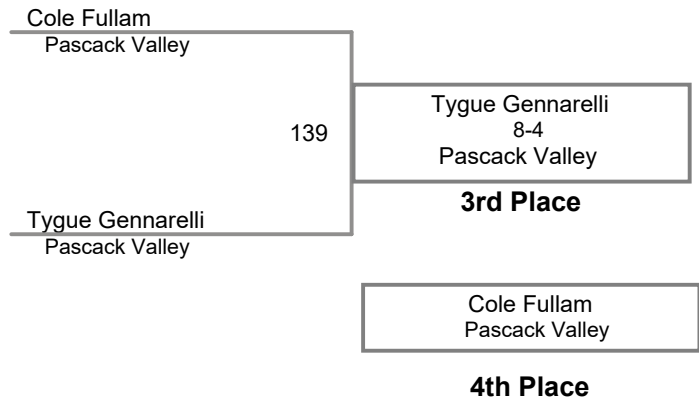 Cole Fullam
Pascack Valley
139
Tygue Gennarelli
8-4
Pascack Valley
3rd Place
Tygue Gennarelli
Pascack Valley
Cole Fullam
Pascack Valley
4th Place